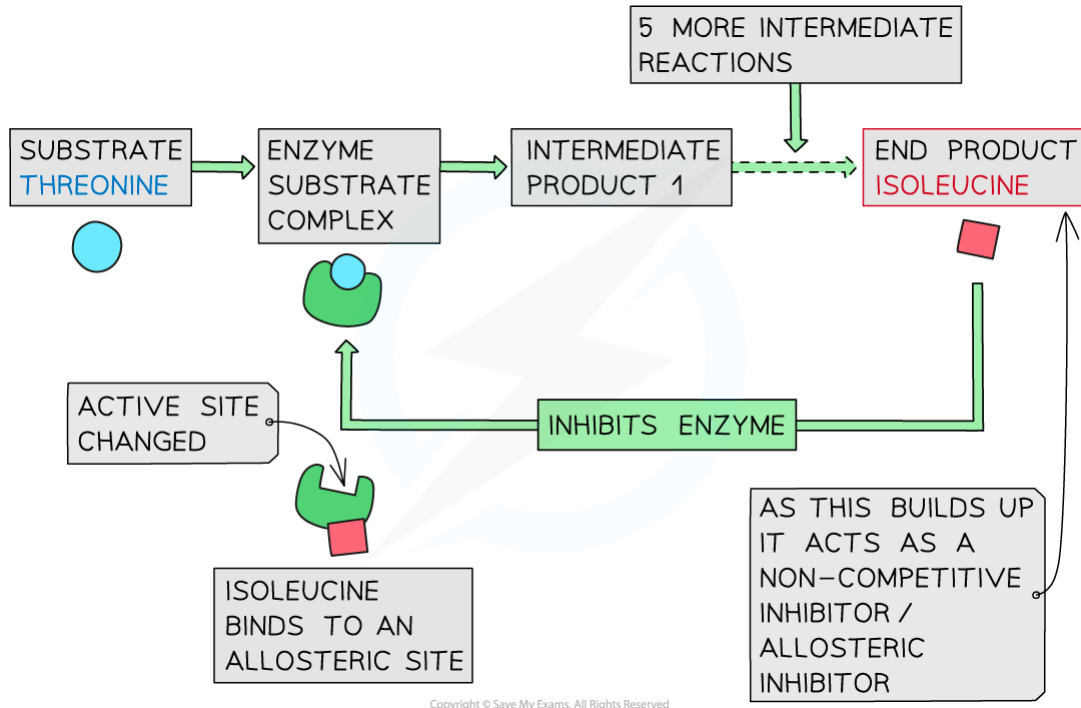 5 MORE INTERMEDIATE
REACTIONS
SUBSTRATE
THREONINE
ENZYME
SUBSTRATE
COMPLEX
INTERMEDIATE
PRODUCT 1
END PRODUCT
ISOLEUCINE
ACTIVE SITE
CHANGED
INHIBITS ENZYME
ISOLEUCINE
BINDS TO AN
ALLOSTERIC SITE
AS THIS BUILDS UP
IT ACTS AS A
NON-COMPETITIVE
INHIBITOR /
ALLOSTERIC
INHIBITOR
Copyright © Save My Exams. All Rights Reserved